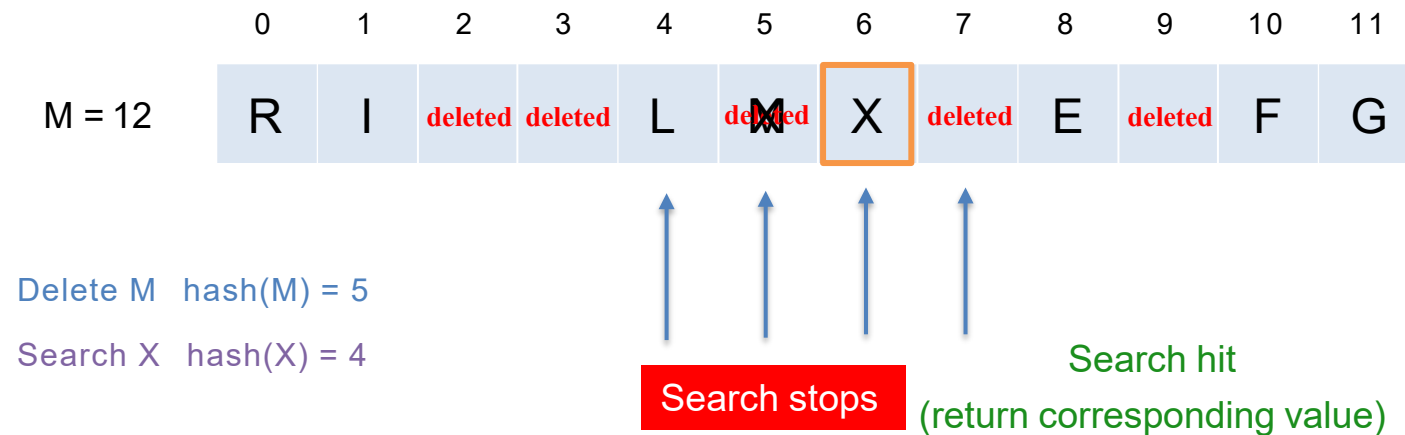 0 1 2 3 4 5 6 7 8 9 10 11
M = 12 R I deleted deleted L deleted M X deleted E deleted F G
Delete M hash(M) = 5
Search X hash(X) = 4
Search stops
Search hit
(return corresponding value)